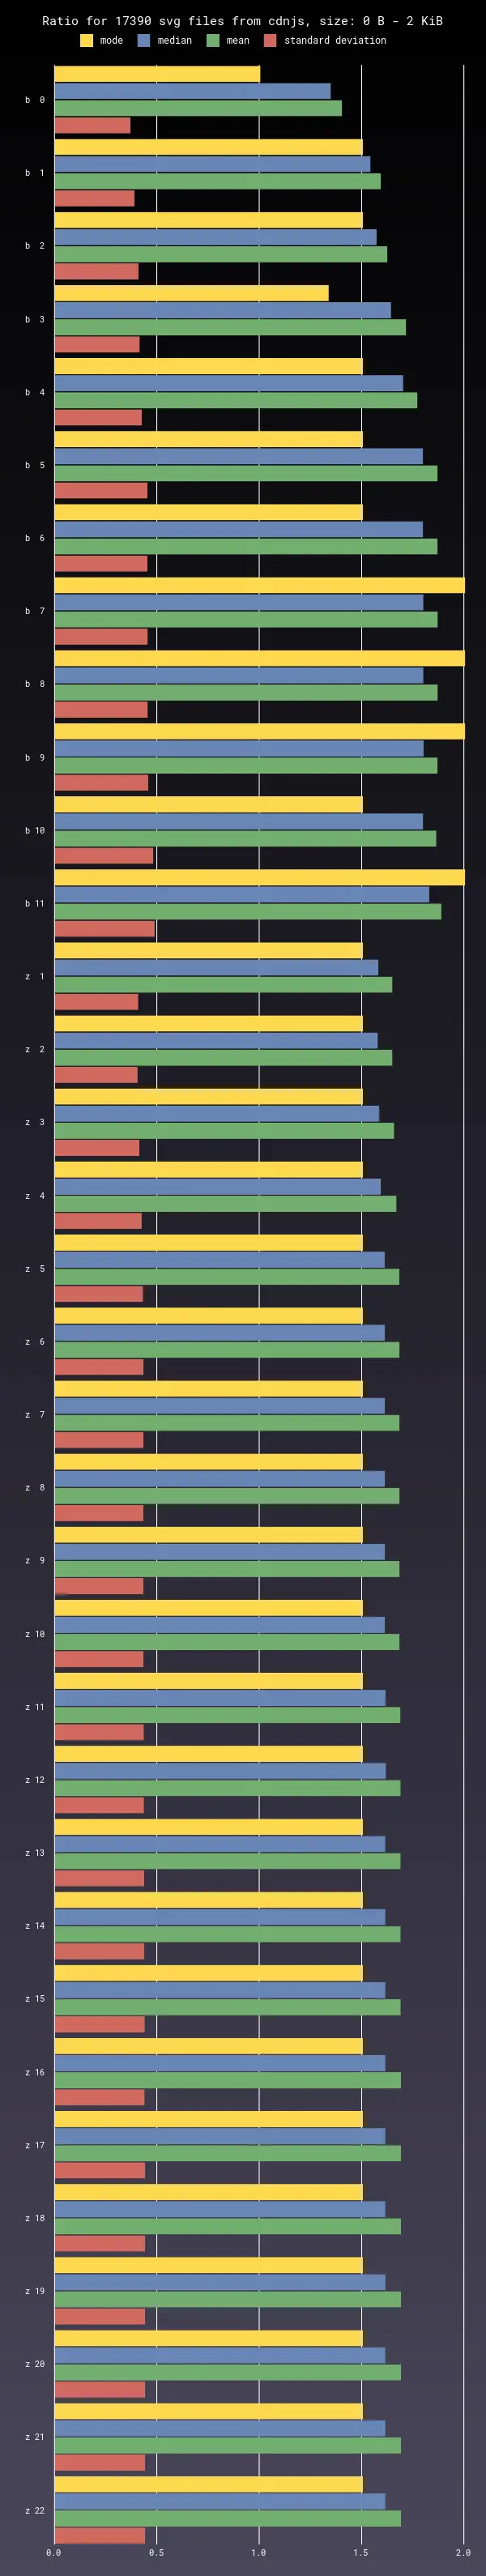 Ratio for 17390 svg files from cdnjs, size: 0 B - 2 KiB
mode median mean standard deviation
b 0
b 1
b 2
b 3
b 4
b 5
b 6
b 7
b 8
b 9
b 10
b 11
z 1
z 2
z 3
z 4
z 5
z 6
z 7
z 8
z 9
z 10
z 11
z 12
z 13
z 14
z 15
z 16
z 17
z 18
z 19
z 20
z 21
z 22
0.0 0.5 1.0 1.5 2.0